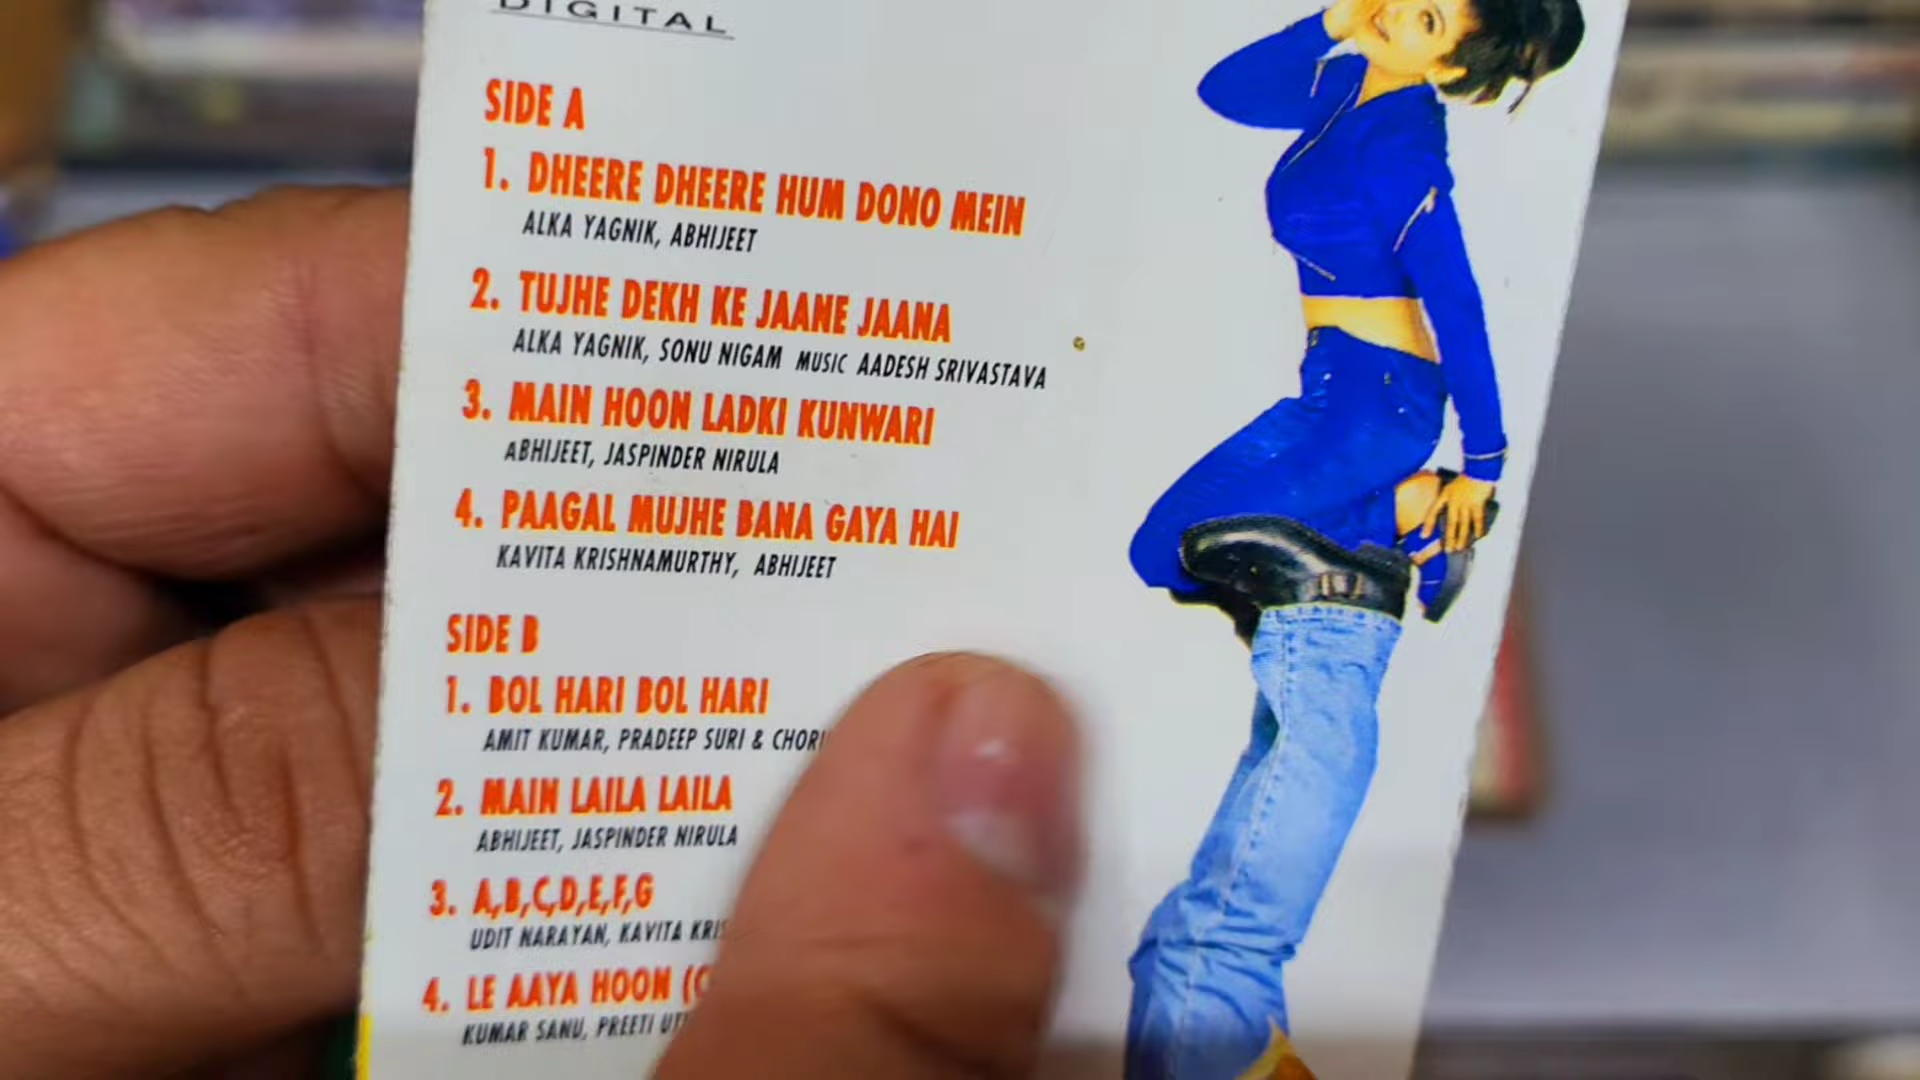 DIGITAL
SIDE A
1. DHEERE DHEERE HUM DONO MEIN
ALKA YAGNIK, ABHIJEET
2. TUJHE DEKH KE JAANE JAANA
ALKA YAGNIK, SONU NIGAM MUSIC AADESH SRIVASTAVA
3. MAIN HOON LADKI KUNWARI
ABHIJEET, JASPINDER NIRULA
4. PAAGAL MUJHE BANA GAYA HAI
KAVITA KRISHNAMURTHY, ABHIJEET
SIDE B
1. BOL HARI BOL HARI
AMIT KUMAR, PRADEEP SURI &
2. MAIN LAILA LAILA
ABHIJEET, JASPINDER NIRULA
3. A,B,C,D,E,F,G
UDIT NARAYAN, KAVITA
4. LE AAYA HOON
KUMAR SANU, PREETI